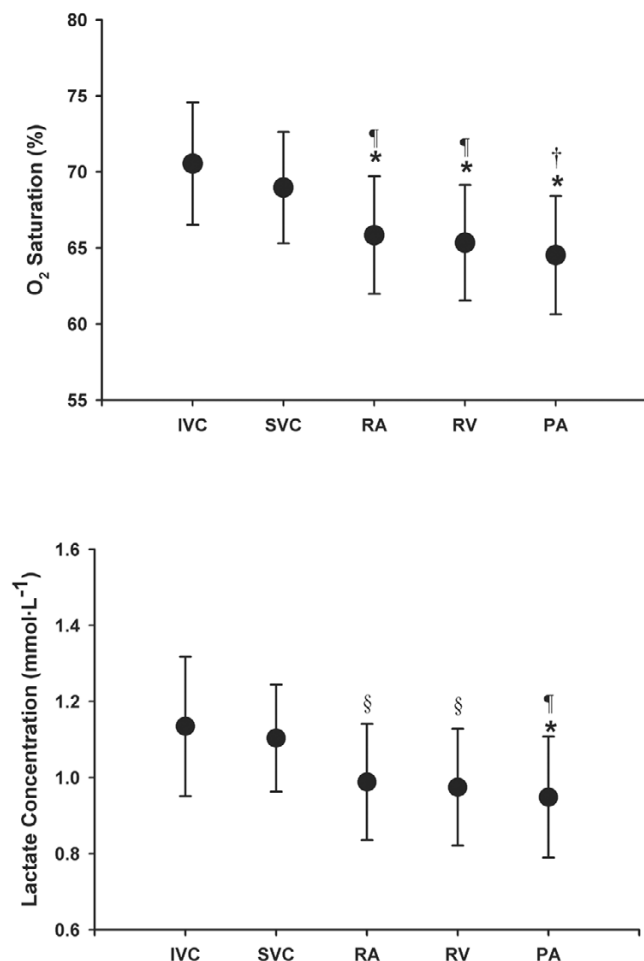 80
75
70
65
60
55
O2 Saturation (%)
¶ ¶ †
* * *
IVC SVC RA RV PA
1.6
1.4
1.2
1.0
0.8
0.6
Lactate Concentration (mmol·L-1)
§ § ¶
*
IVC SVC RA RV PA